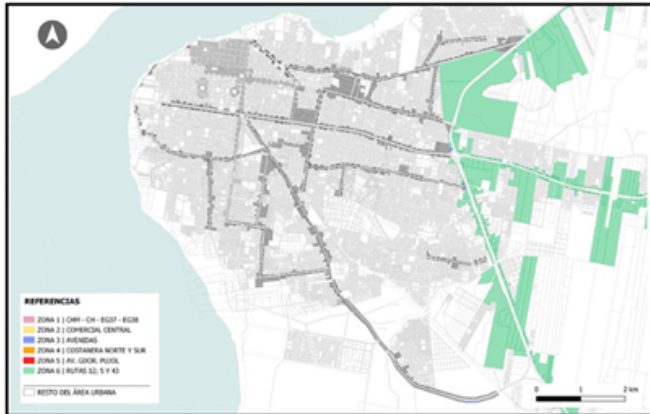 REFERENCIAS
ZONA 1 | CHM - CH - EG37 - EG38
ZONA 2 | COMERCIAL CENTRAL
ZONA 3 | AVENIDAS
ZONA 4 | COSTANERA NORTE Y SUR
ZONA 5 | AV. GDOR. PUJOL
ZONA 6 | RUTAS 12, 5 Y 43
RESTO DEL ÁREA URBANA
0 1 2 km